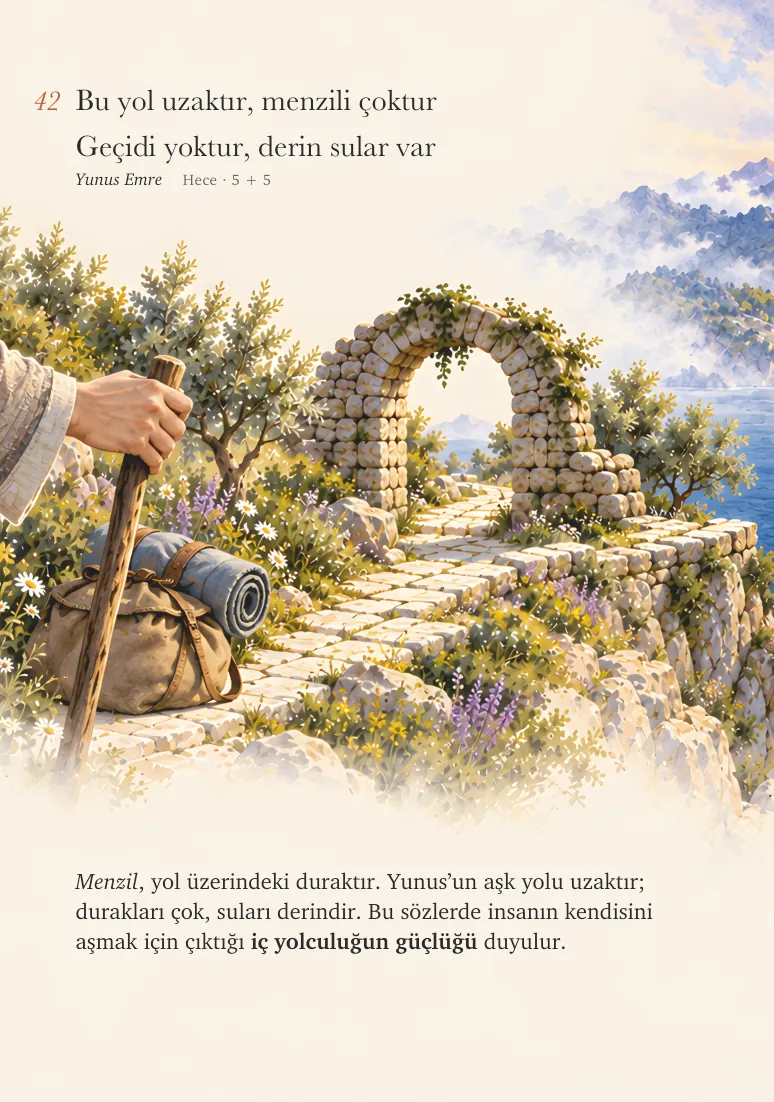 42 Bu yol uzaktır, menzili çoktur
Geçidi yoktur, derin sular var
Yunus Emre Hece · 5 + 5
Menzil, yol üzerindeki duraktır. Yunus’un aşk yolu uzaktır;
durakları çok, suları derindir. Bu sözlerde insanın kendisini
aşmak için çıktığı iç yolculuğun güçlüğü duyulur.